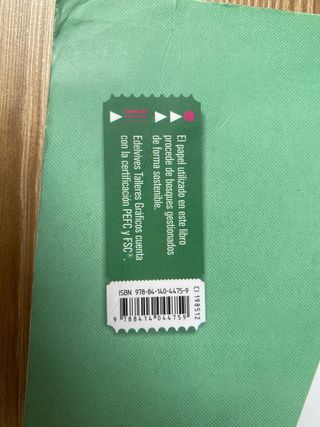 El papel utilizado en este libro
procede de bosques gestionados
de forma sostenible.
Edelvives Talleres Gráficos cuenta
con la certificación PEFC y FSC®.
ISBN 978-84-140-4475-9
9 788414 044759
CI 198512